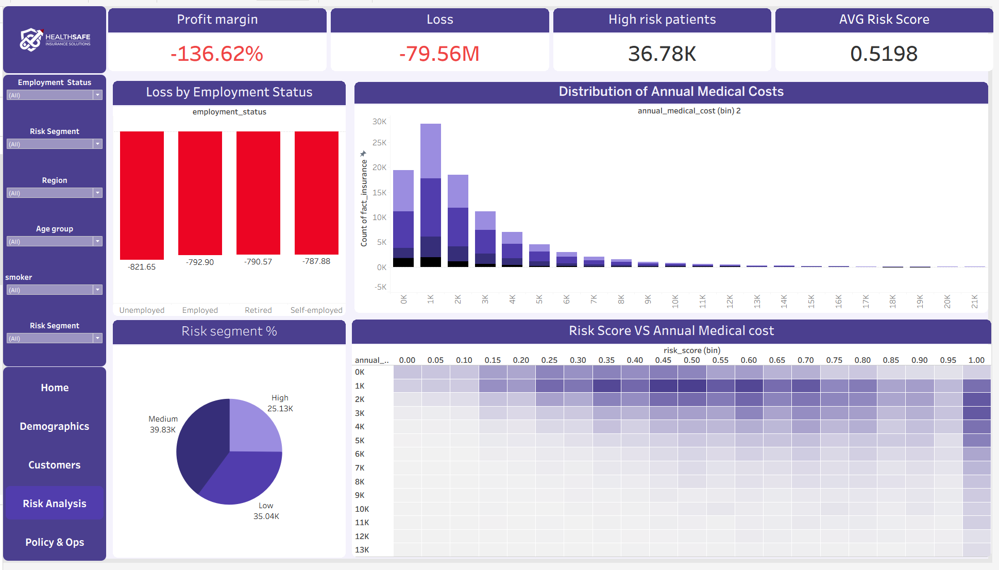 HEALTHSAFE
INSURANCE SOLUTIONS
Profit margin
-136.62%
Loss
-79.56M
High risk patients
36.78K
AVG Risk Score
0.5198
Employment Status
(All)
Risk Segment
(All)
Region
(All)
Age group
(All)
smoker
(All)
Risk Segment
(All)
Home
Demographics
Customers
Risk Analysis
Policy & Ops
Loss by Employment Status
employment_status
-821.65 -792.90 -790.57 -787.88
Unemployed Employed Retired Self-employed
Distribution of Annual Medical Costs
annual_medical_cost (bin) 2
Count of fact_insurance
30K
25K
20K
15K
10K
5K
0K
-5K
0K 1K 2K 3K 4K 5K 6K 7K 8K 9K 10K 11K 12K 13K 14K 15K 16K 17K 18K 19K 20K 21K
Risk segment %
High
25.13K
Medium
39.83K
Low
35.04K
Risk Score VS Annual Medical cost
risk_score (bin)
annual_.. 0.00 0.05 0.10 0.15 0.20 0.25 0.30 0.35 0.40 0.45 0.50 0.55 0.60 0.65 0.70 0.75 0.80 0.85 0.90 0.95 1.00
0K
1K
2K
3K
4K
5K
6K
7K
8K
9K
10K
11K
12K
13K